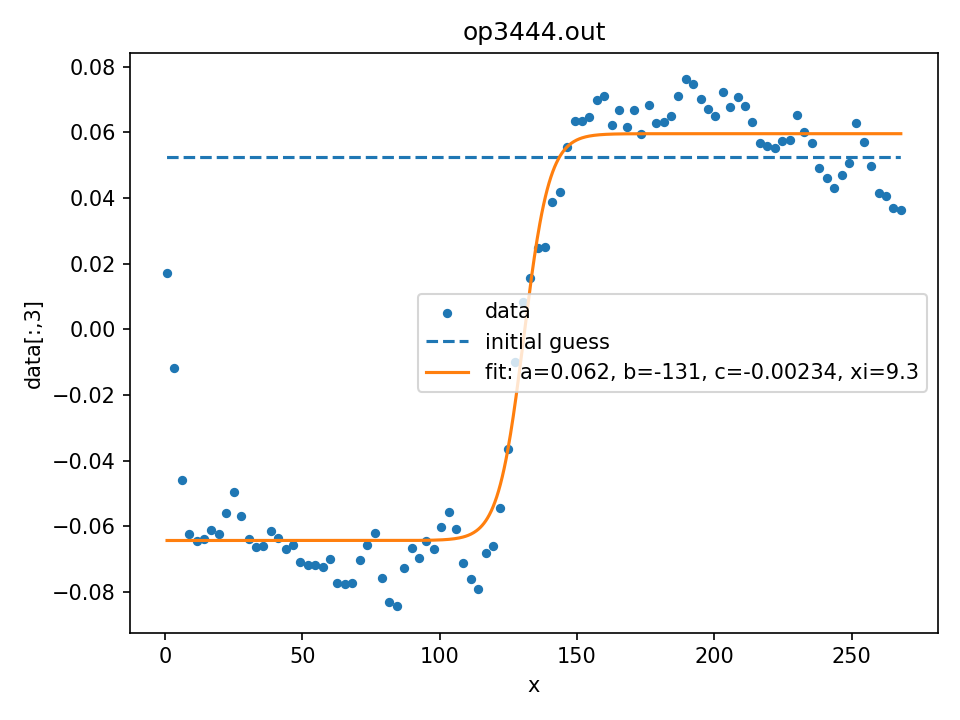 op3444.out
0.08
0.06
0.04
0.02
0.00
−0.02
−0.04
−0.06
−0.08
data[:,3]
data
initial guess
fit: a=0.062, b=-131, c=-0.00234, xi=9.3
0 50 100 150 200 250
x